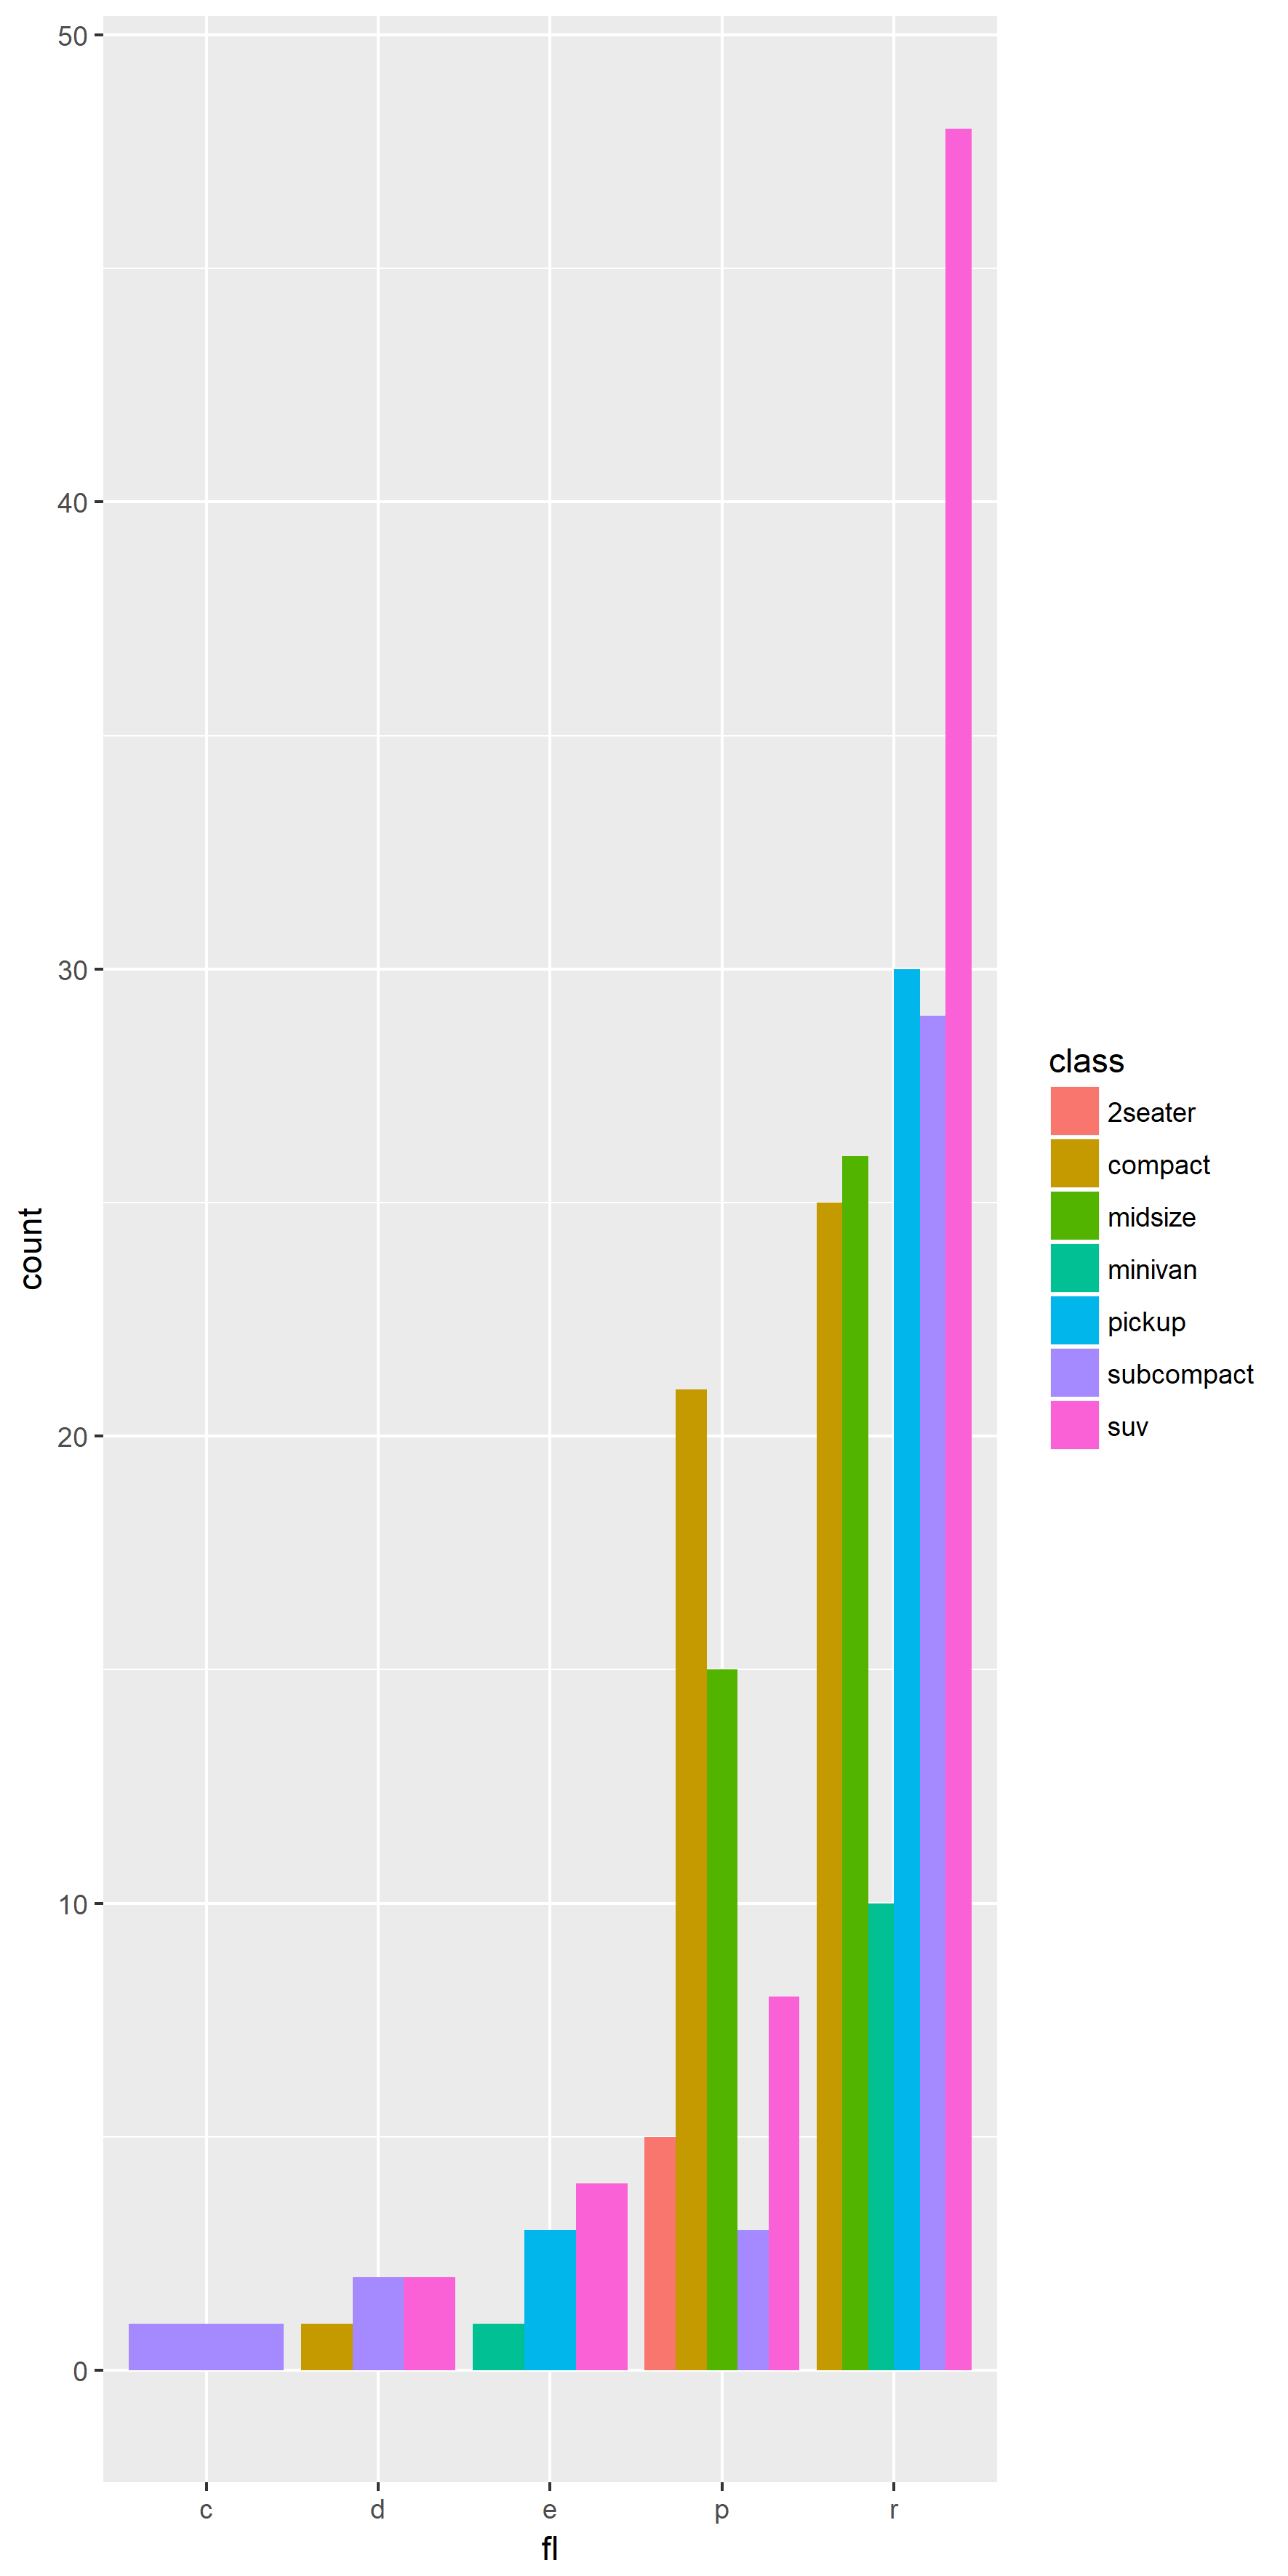 50
40
30
20
10
0
count
c d e p r
fl
class
2seater
compact
midsize
minivan
pickup
subcompact
suv